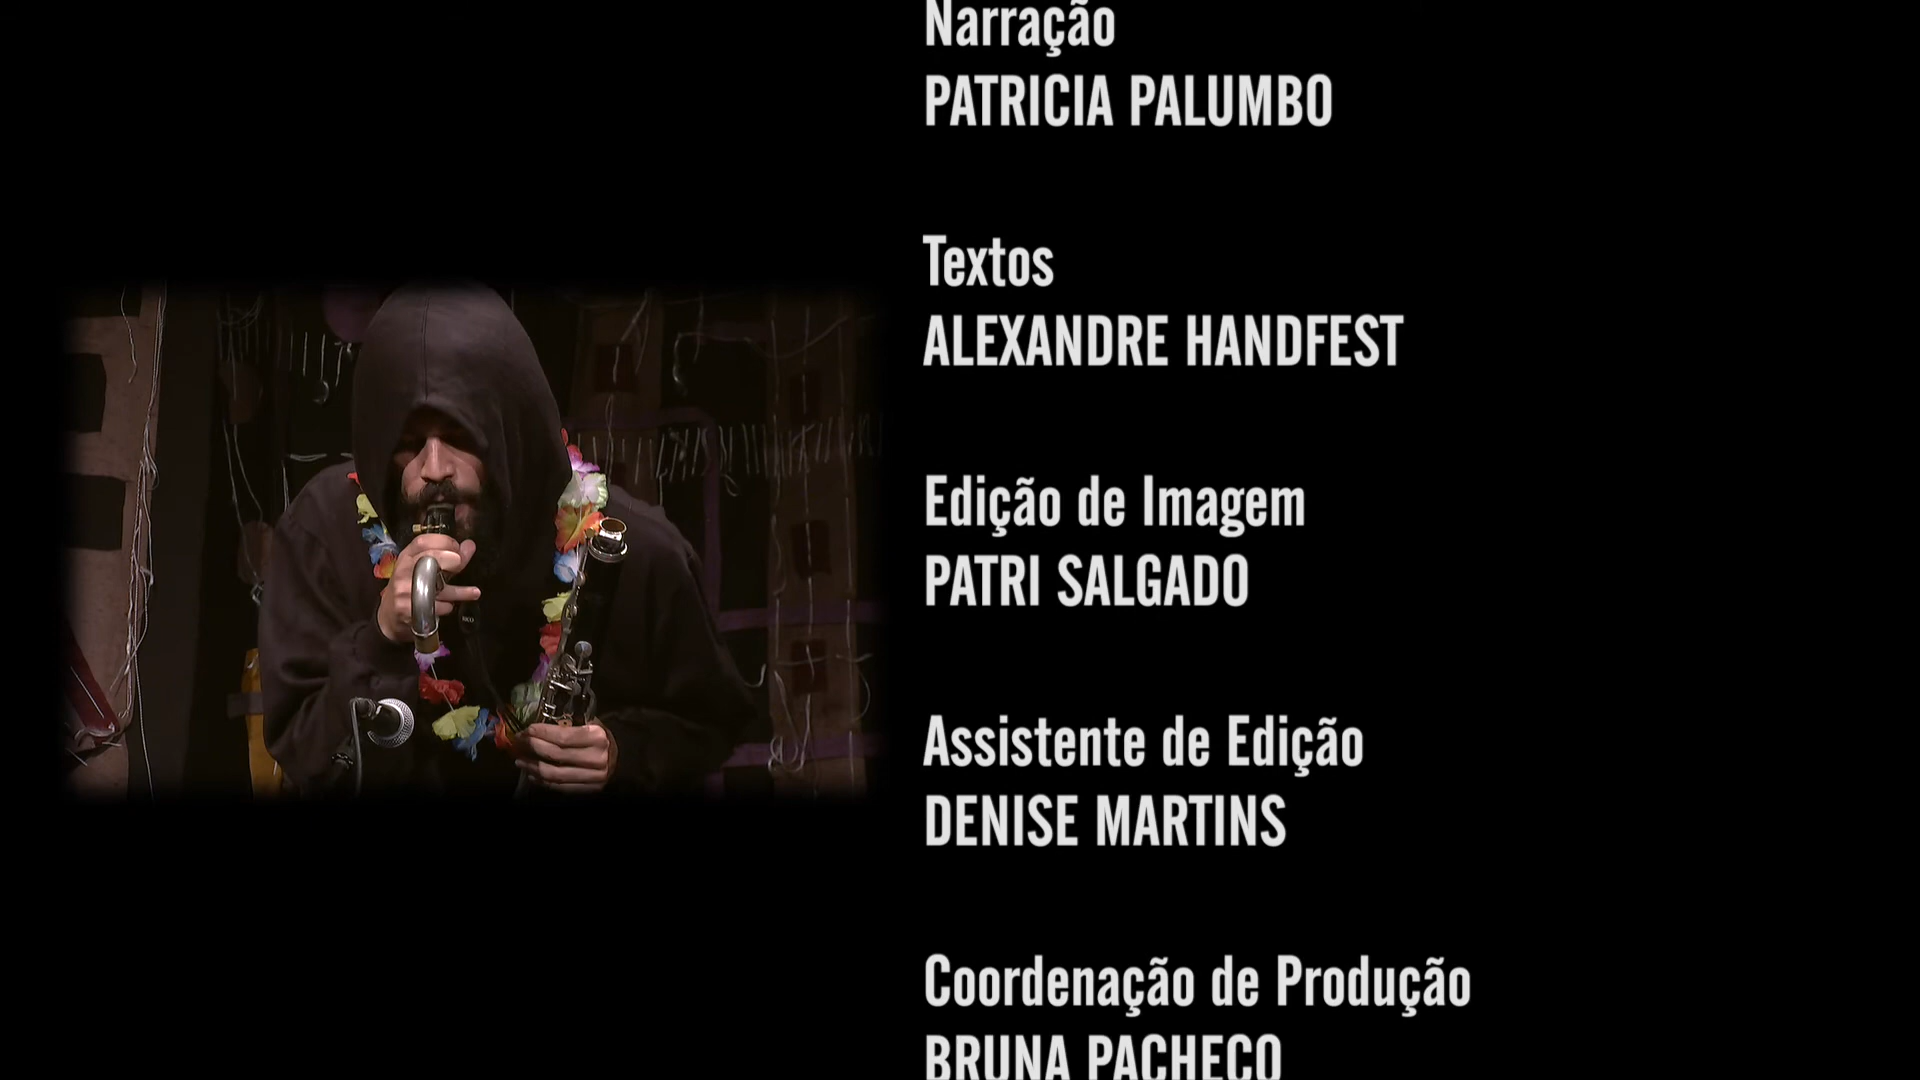 Narração
PATRICIA PALUMBO
Textos
ALEXANDRE HANDFEST
Edição de Imagem
PATRI SALGADO
Assistente de Edição
DENISE MARTINS
Coordenação de Produção
BRUNA PACHECO